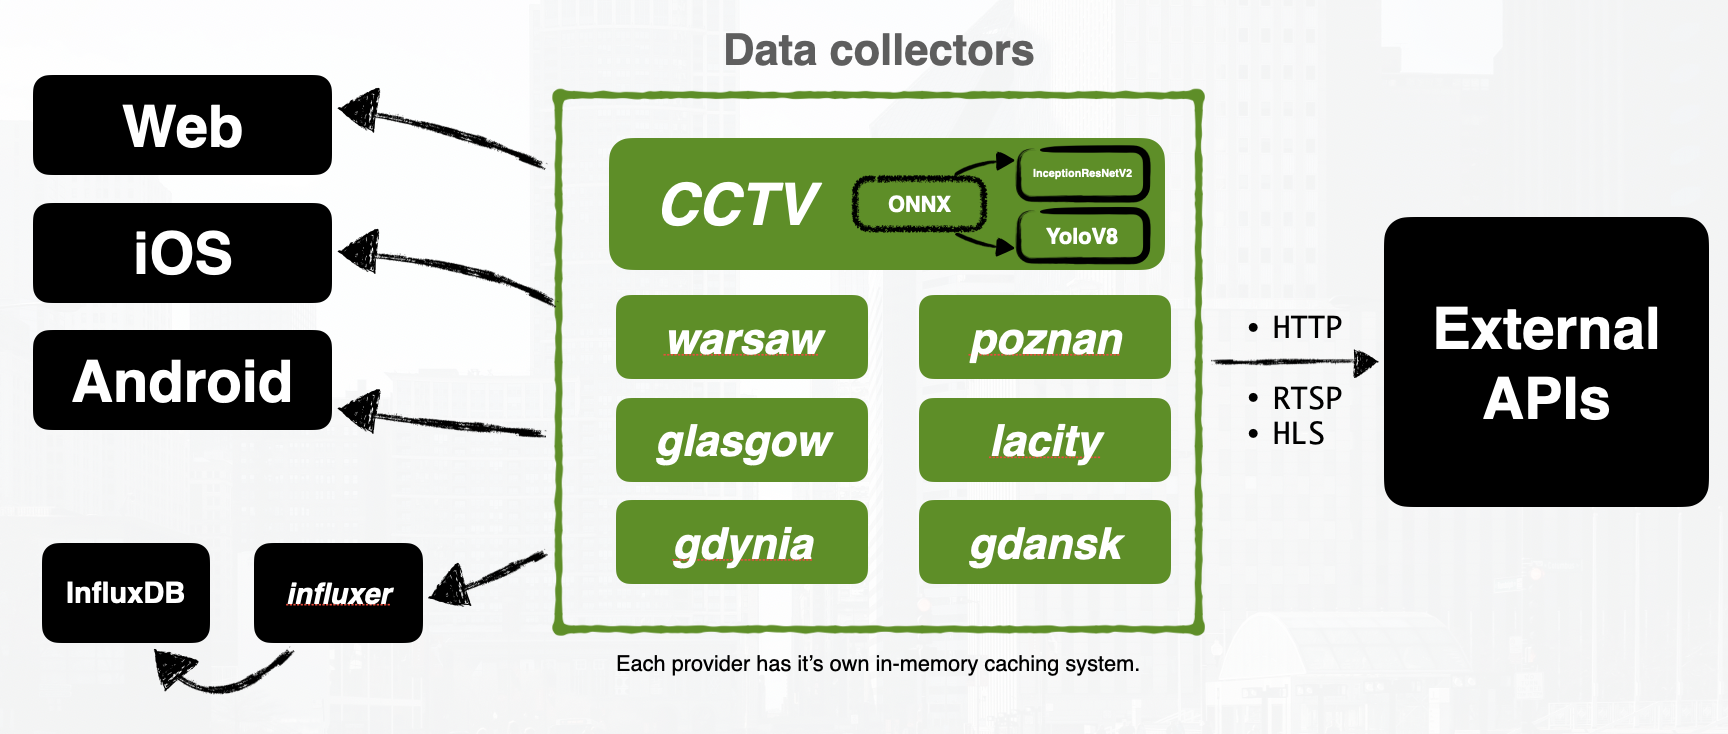 Data collectors
Web
iOS
Android
CCTV
ONNX
InceptionResNetV2
YoloV8
warsaw
poznan
glasgow
lacity
gdynia
gdansk
• HTTP
• RTSP
• HLS
External
APIs
InfluxDB
influxer
Each provider has it’s own in-memory caching system.